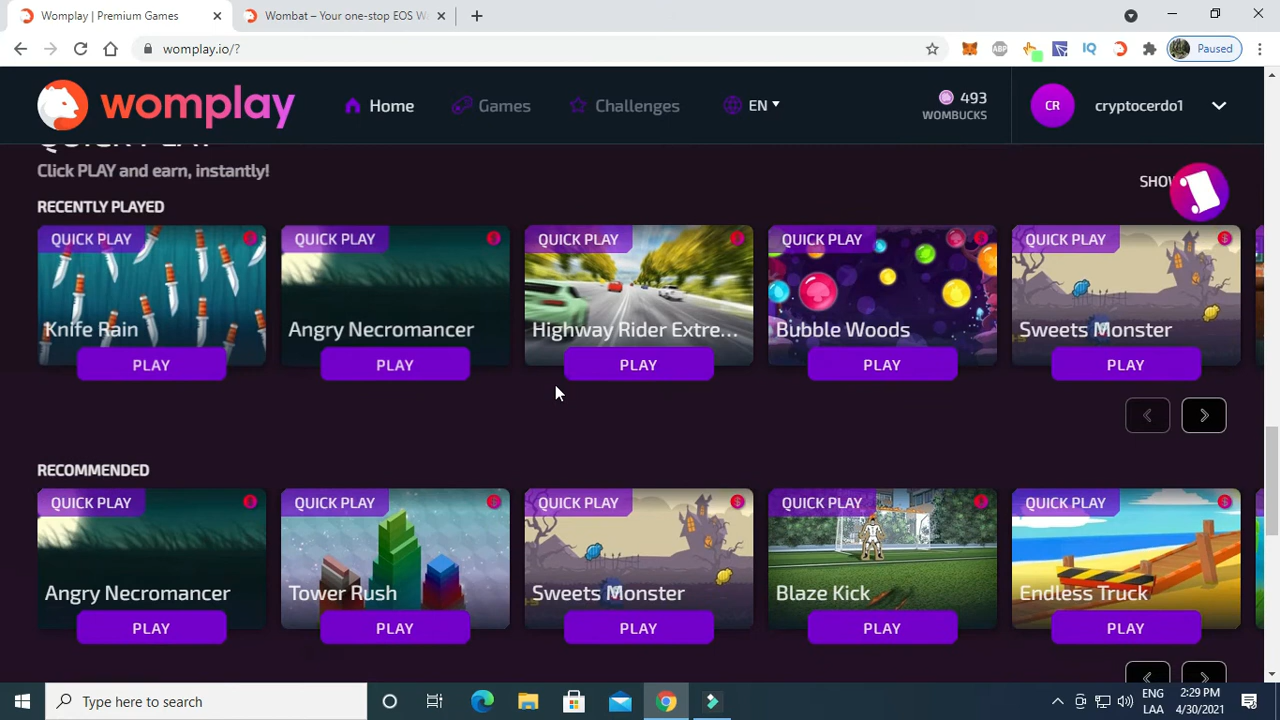 Womplay | Premium Games
Wombat – Your one-stop EOS W
womplay.io/?
ABP
IQ
Paused
womplay
Home
Games
Challenges
EN
493
WOMBUCKS
CR
cryptocerdo1
QUICK PLAY
Click PLAY and earn, instantly!
SHO
RECENTLY PLAYED
QUICK PLAY
QUICK PLAY
QUICK PLAY
QUICK PLAY
QUICK PLAY
Knife Rain
Angry Necromancer
Highway Rider Extre...
Bubble Woods
Sweets Monster
PLAY
PLAY
PLAY
PLAY
PLAY
RECOMMENDED
QUICK PLAY
QUICK PLAY
QUICK PLAY
QUICK PLAY
QUICK PLAY
Angry Necromancer
Tower Rush
Sweets Monster
Blaze Kick
Endless Truck
PLAY
PLAY
PLAY
PLAY
PLAY
Type here to search
ENG
LAA
2:29 PM
4/30/2021